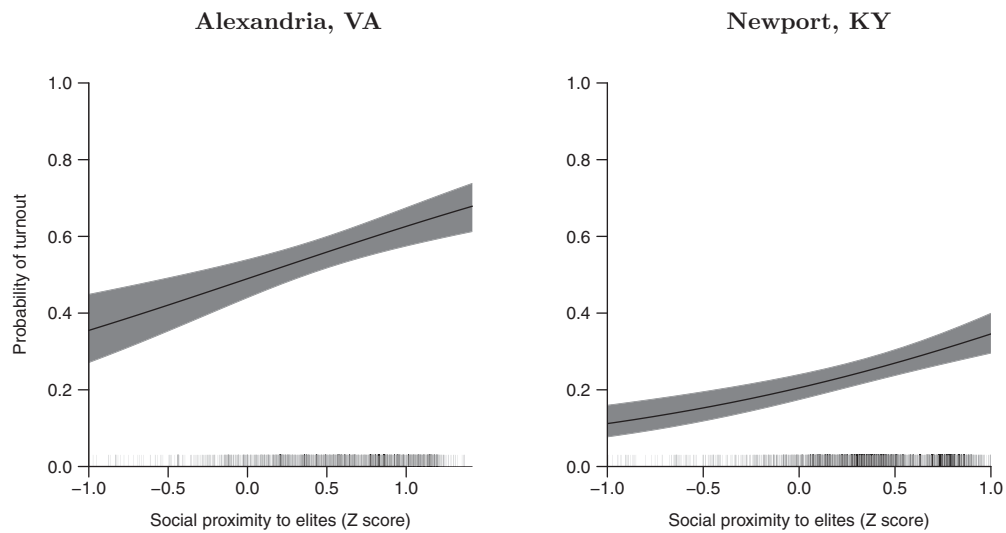 Alexandria, VA
Probability of turnout
1.0
0.8
0.6
0.4
0.2
0.0
−1.0 −0.5 0.0 0.5 1.0
Social proximity to elites (Z score)
Newport, KY
1.0
0.8
0.6
0.4
0.2
0.0
−1.0 −0.5 0.0 0.5 1.0
Social proximity to elites (Z score)